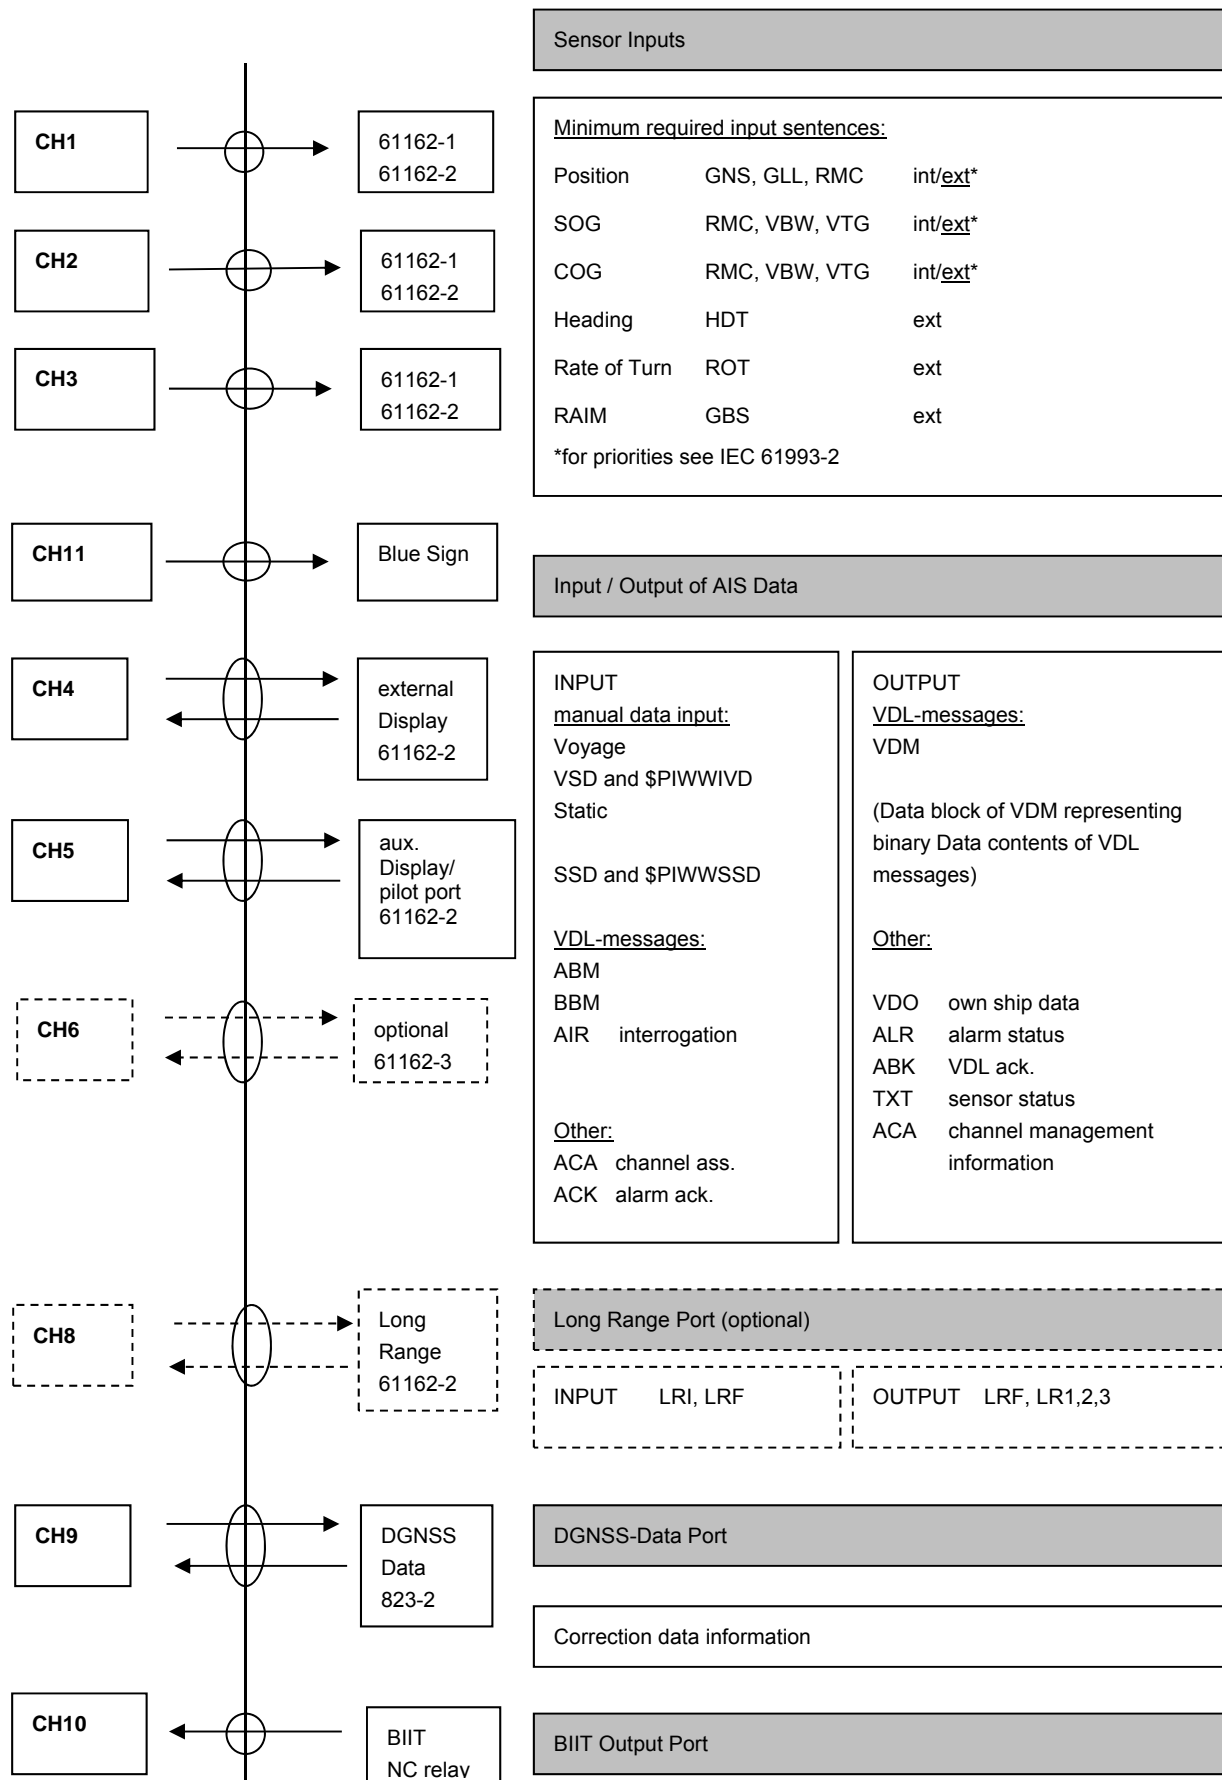 Sensor Inputs
CH1
61162-1
61162-2
CH2
61162-1
61162-2
CH3
61162-1
61162-2
Minimum required input sentences:
Position GNS, GLL, RMC int/ext*
SOG RMC, VBW, VTG int/ext*
COG RMC, VBW, VTG int/ext*
Heading HDT ext
Rate of Turn ROT ext
RAIM GBS ext
*for priorities see IEC 61993-2
CH11
Blue Sign
Input / Output of AIS Data
CH4
external
Display
61162-2
CH5
aux.
Display/
pilot port
61162-2
CH6
optional
61162-3
INPUT
manual data input:
Voyage
VSD and $PIWWIVD
Static
SSD and $PIWWSSD
VDL-messages:
ABM
BBM
AIR interrogation
Other:
ACA channel ass.
ACK alarm ack.
OUTPUT
VDL-messages:
VDM
(Data block of VDM representing
binary Data contents of VDL
messages)
Other:
VDO own ship data
ALR alarm status
ABK VDL ack.
TXT sensor status
ACA channel management
information
CH8
Long
Range
61162-2
Long Range Port (optional)
INPUT LRI, LRF
OUTPUT LRF, LR1,2,3
CH9
DGNSS
Data
823-2
DGNSS-Data Port
Correction data information
CH10
BIIT
NC relay
BIIT Output Port